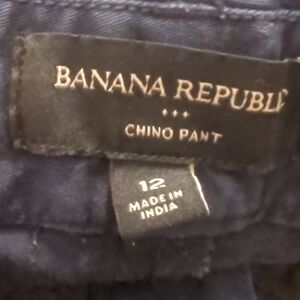 BANANA REPUBLI
CHINO PANT
12
MADE IN
INDIA